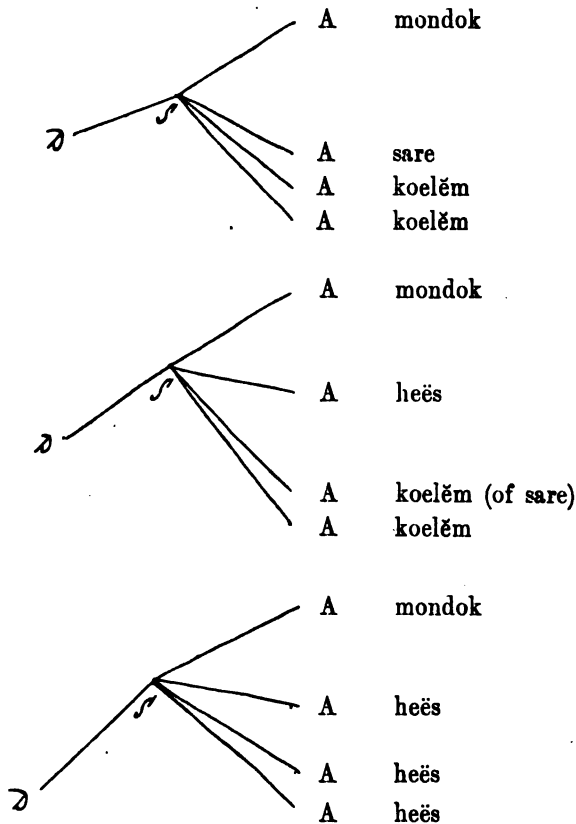 A mondok
S
D
A sare
A koelĕm
A koelĕm
A mondok
A heës
S
D
A koelĕm (of sare)
A koelĕm
A mondok
A heës
S
A heës
D
A heës